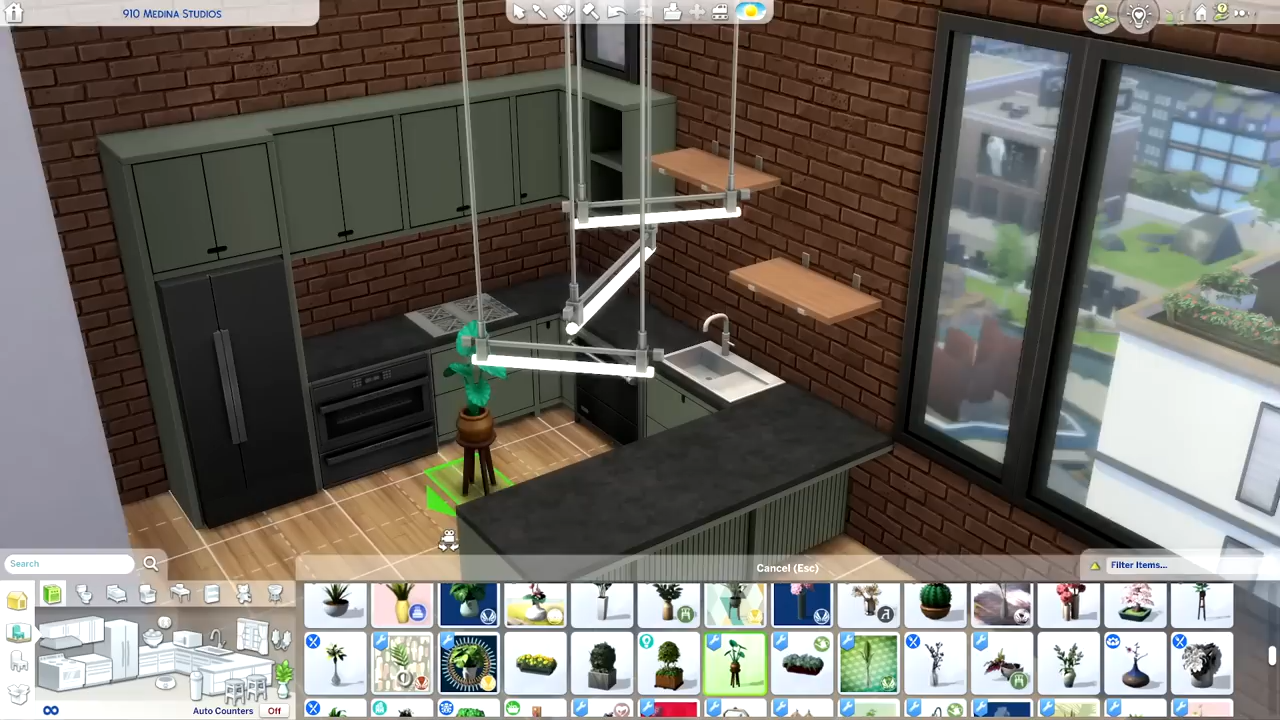 910 MEDINA STUDIOS
Cancel (Esc)
Search
Filter Items...
Auto Counters Off